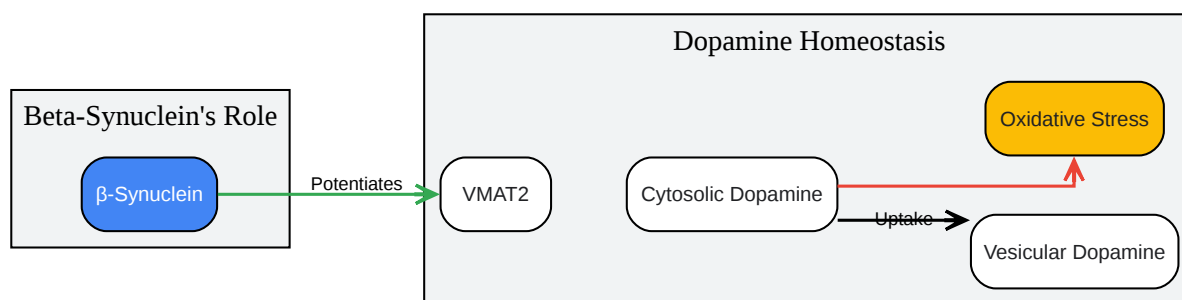 Dopamine Homeostasis
Beta-Synuclein's Role
Oxidative Stress
β-Synuclein
Potentiates
VMAT2
Cytosolic Dopamine
Uptake
Vesicular Dopamine